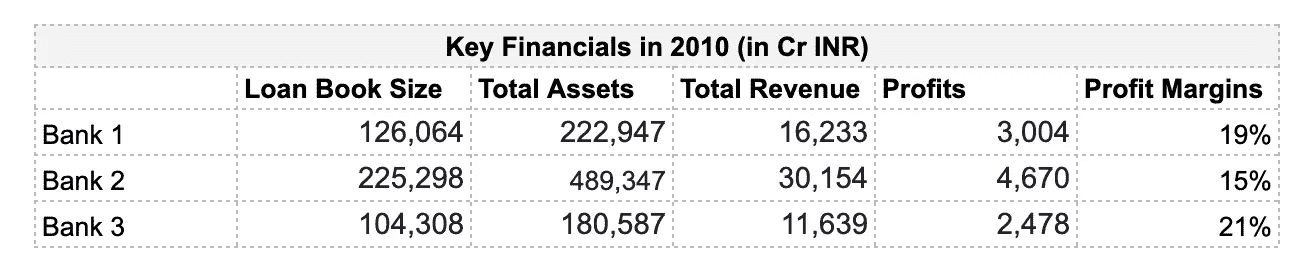 Key Financials in 2010 (in Cr INR)
Loan Book Size Total Assets Total Revenue Profits Profit Margins
Bank 1 126,064 222,947 16,233 3,004 19%
Bank 2 225,298 489,347 30,154 4,670 15%
Bank 3 104,308 180,587 11,639 2,478 21%